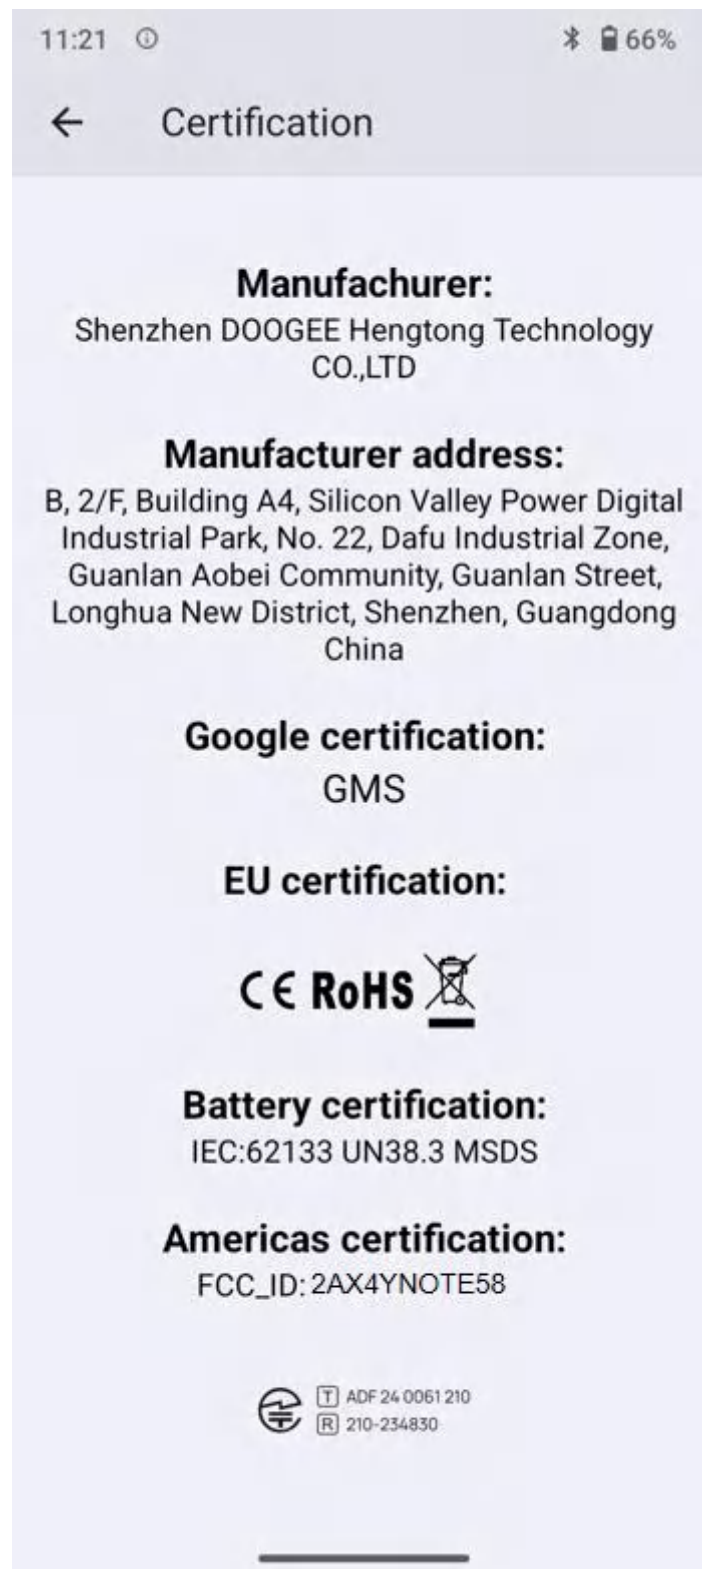 11:21 66%
Certification
Manufachurer:
Shenzhen DOOGEE Hengtong Technology
CO.,LTD
Manufacturer address:
B, 2/F, Building A4, Silicon Valley Power Digital
Industrial Park, No. 22, Dafu Industrial Zone,
Guanlan Aobei Community, Guanlan Street,
Longhua New District, Shenzhen, Guangdong
China
Google certification:
GMS
EU certification:
CE RoHS
Battery certification:
IEC:62133 UN38.3 MSDS
Americas certification:
FCC_ID: 2AX4YNOTE58
T ADF 24 0061 210
R 210-234830